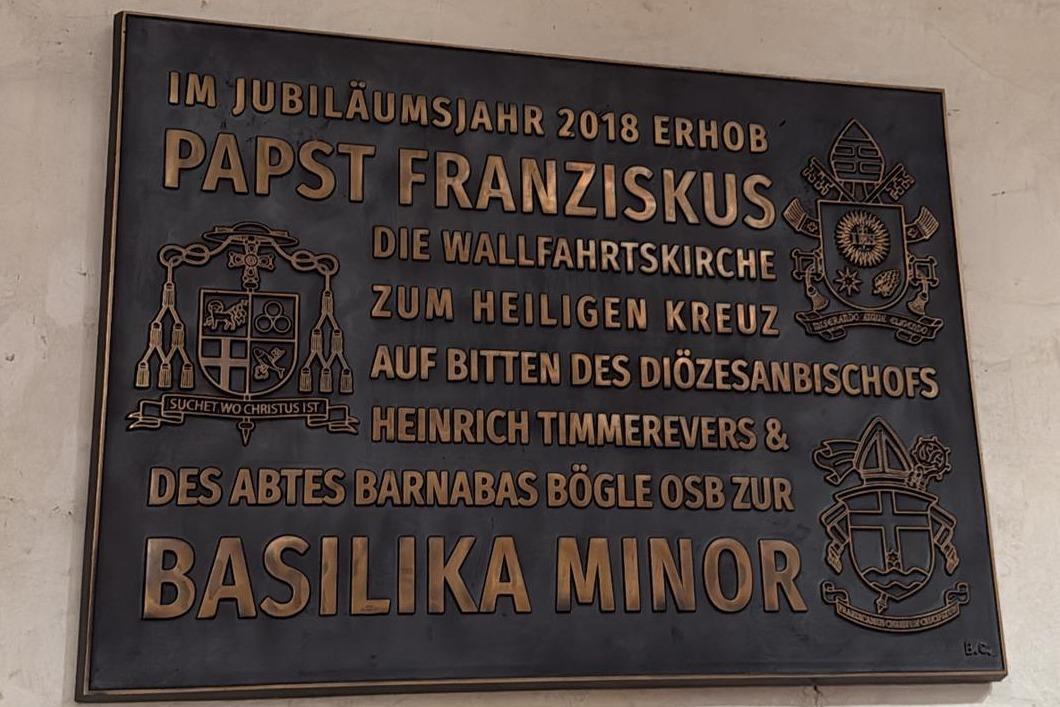 IM JUBILÄUMSJAHR 2018 ERHOB
PAPST FRANZISKUS
DIE WALLFAHRTSKIRCHE
ZUM HEILIGEN KREUZ
AUF BITTEN DES DIÖZESANBISCHOFS
HEINRICH TIMMEREVERS &
DES ABTES BARNABAS BÖGLE OSB ZUR
BASILIKA MINOR
SUCHET, WO CHRISTUS IST
MISERANDO ATQUE ELIGENDO
B.C.